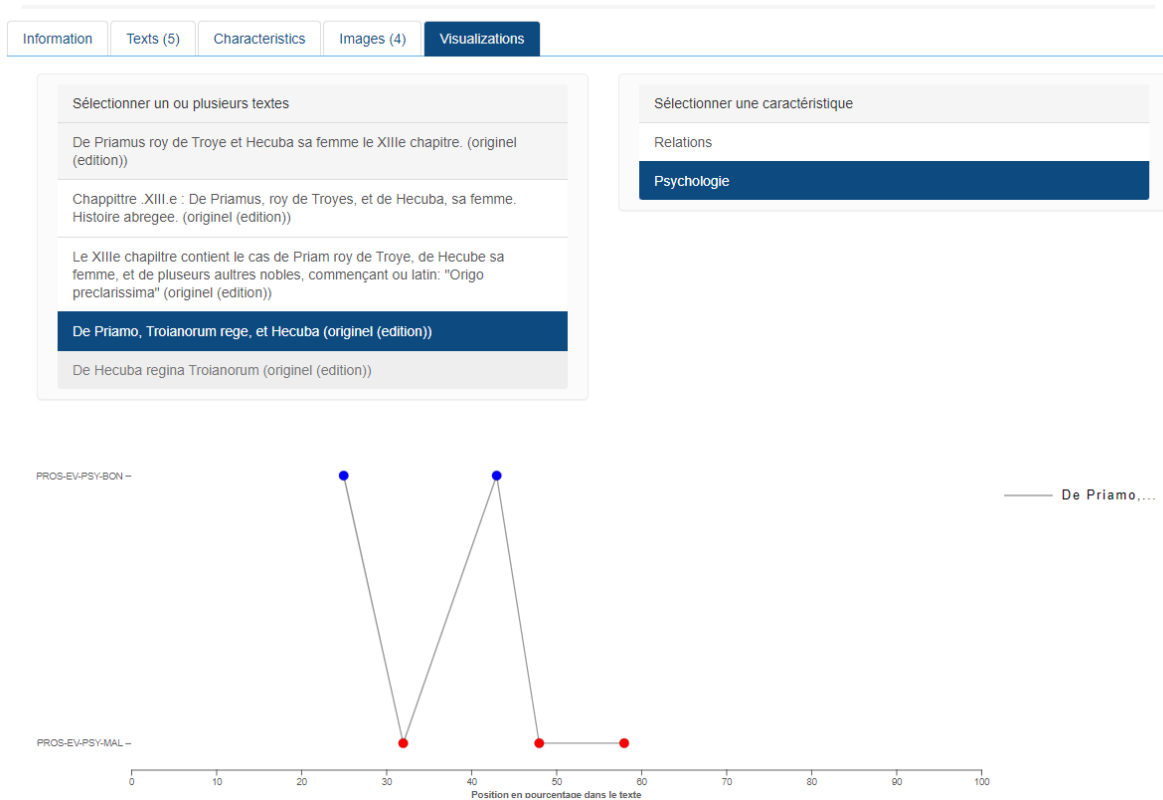 Information
Texts (5)
Characteristics
Images (4)
Visualizations
Sélectionner un ou plusieurs textes
De Priamus roy de Troye et Hecuba sa femme le XIIIe chapitre. (originel
(edition))
Chappittre .XIII.e : De Priamus, roy de Troyes, et de Hecuba, sa femme.
Histoire abregee. (originel (edition))
Le XIIIe chapiltre contient le cas de Priam roy de Troye, de Hecube sa
femme, et de pluseurs aultres nobles, commençant ou latin: "Origo
preclarissima" (originel (edition))
De Priamo, Troianorum rege, et Hecuba (originel (edition))
De Hecuba regina Troianorum (originel (edition))
Sélectionner une caractéristique
Relations
Psychologie
PROS-EV-PSY-BON
De Priamo,...
PROS-EV-PSY-MAL
0 10 20 30 40 50 60 70 80 90 100
Position en pourcentage dans le texte